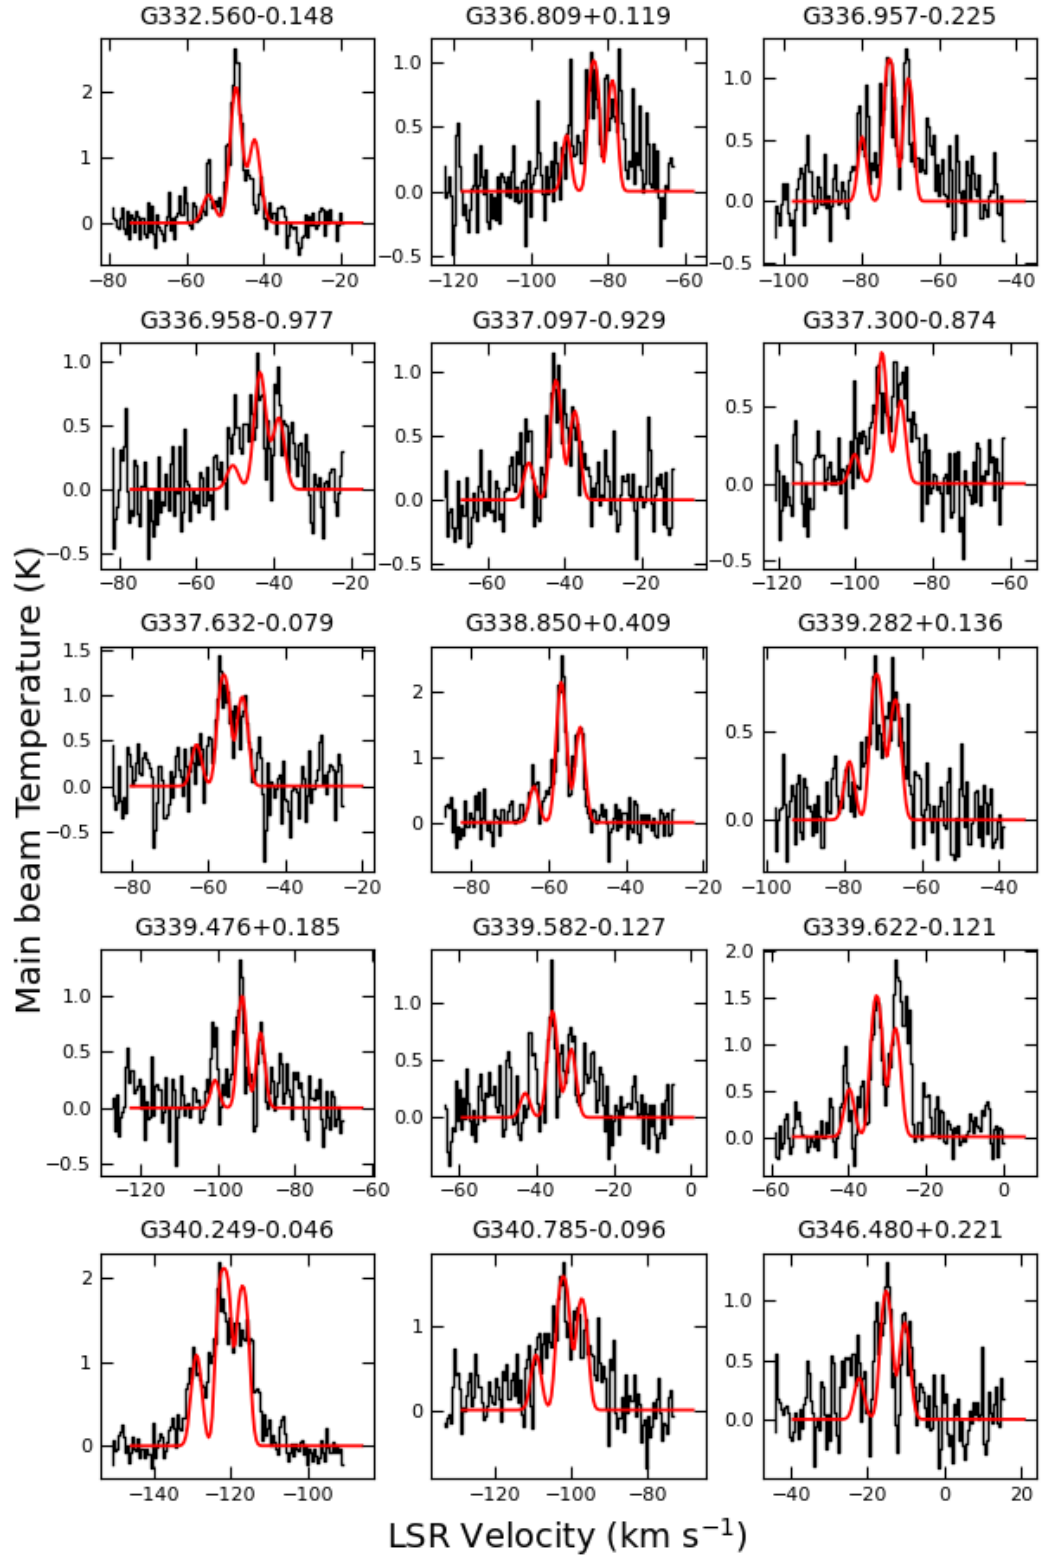 G332.560-0.148 G336.809+0.119 G336.957-0.225
2 1 0
1.0 0.5 0.0 −0.5
1.0 0.5 0.0 −0.5
−80 −60 −40 −20 −120 −100 −80 −60 −100 −80 −60 −40
G336.958-0.977 G337.097-0.929 G337.300-0.874
1.0 0.5 0.0 −0.5
1.0 0.5 0.0 −0.5
0.5 0.0 −0.5
−80 −60 −40 −20 −60 −40 −20 −120 −100 −80 −60
G337.632-0.079 G338.850+0.409 G339.282+0.136
1.5 1.0 0.5 0.0 −0.5
2 1 0
0.5 0.0
−80 −60 −40 −20 −80 −60 −40 −20 −100 −80 −60 −40
G339.476+0.185 G339.582-0.127 G339.622-0.121
1.0 0.5 0.0 −0.5
1.0 0.5 0.0
2.0 1.5 1.0 0.5 0.0
−120 −100 −80 −60 −60 −40 −20 0 −60 −40 −20 0
G340.249-0.046 G340.785-0.096 G346.480+0.221
2 1 0
1 0
1.0 0.5 0.0
−140 −120 −100 −120 −100 −80 −40 −20 0 20
Main beam Temperature (K)
LSR Velocity (km s⁻¹)